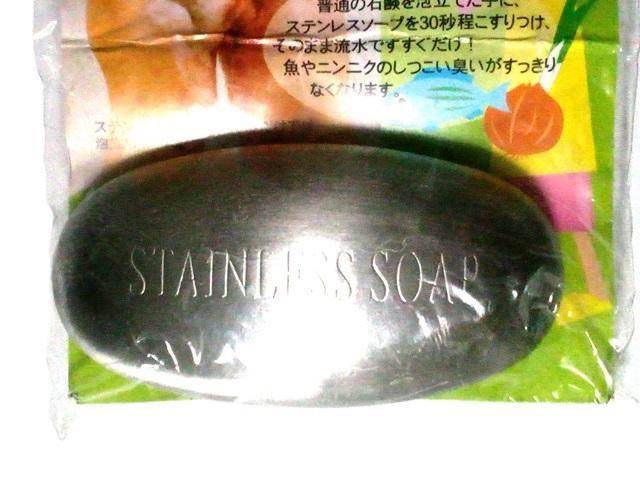 普通の石鹸を泡立てた手に、
ステンレスソープを30秒程こすりつけ、
そのまま流水ですすぐだけ！
魚やニンニクのしつこい臭いがすっきり
なくなります。
ステン
STAINLESS SOAP